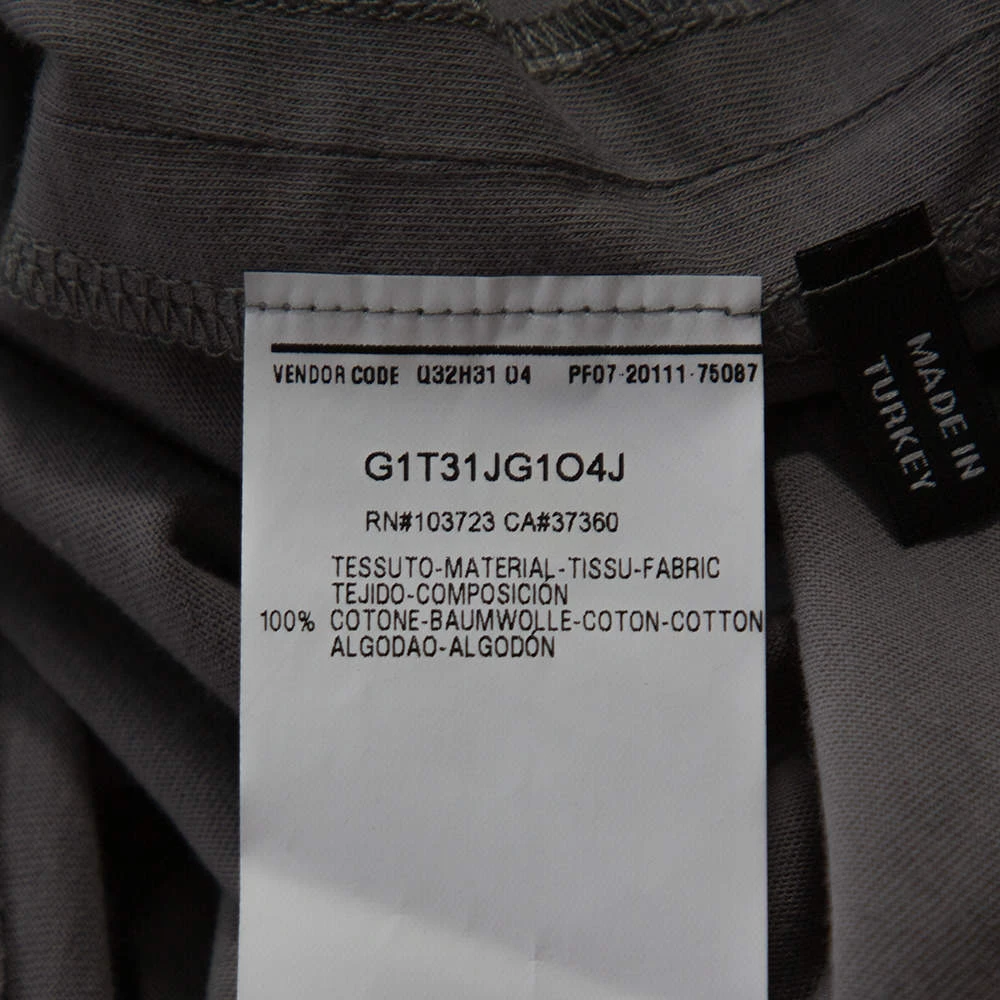 VENDOR CODE Q32H31 04 PF07-20111-75087
G1T31JG1O4J
RN#103723 CA#37360
TESSUTO-MATERIAL-TISSU-FABRIC
TEJIDO-COMPOSICIÓN
100% COTONE-BAUMWOLLE-COTON-COTTON
ALGODAO-ALGODÓN
MADE IN
TURKEY